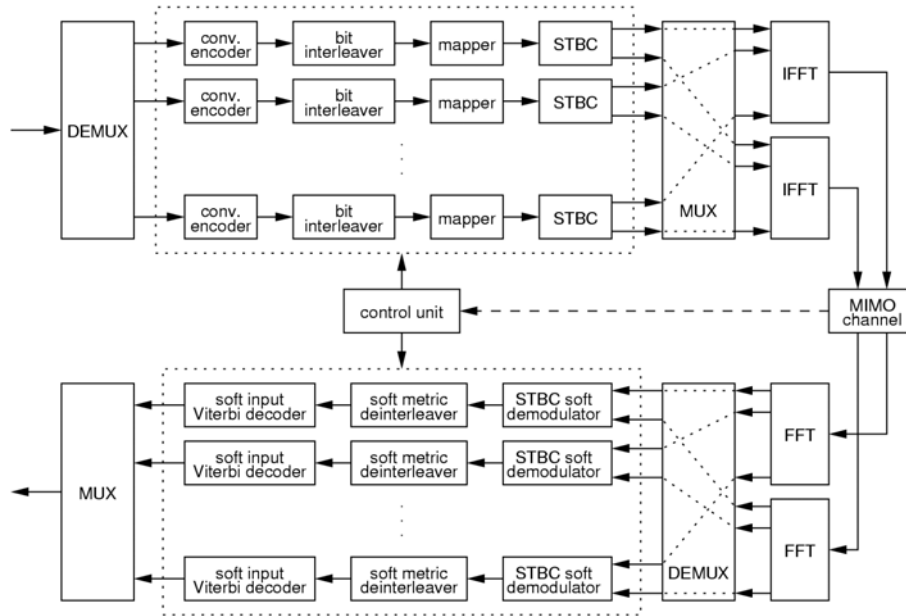 conv.
encoder
bit
interleaver
mapper
STBC
IFFT
conv.
encoder
bit
interleaver
mapper
STBC
DEMUX
IFFT
conv.
encoder
bit
interleaver
mapper
STBC
MUX
control unit
MIMO
channel
soft input
Viterbi decoder
soft metric
deinterleaver
STBC soft
demodulator
FFT
soft input
Viterbi decoder
soft metric
deinterleaver
STBC soft
demodulator
MUX
FFT
soft input
Viterbi decoder
soft metric
deinterleaver
STBC soft
demodulator
DEMUX